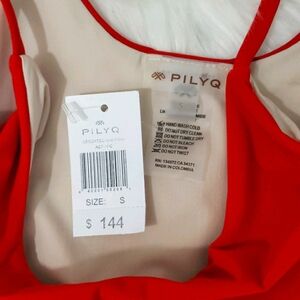 PILYQ
HAND WASH COLD
DO NOT DRY CLEAN
DO NOT TUMBLE DRY
DO NOT BLEACH
DO NOT IRON
DO NOT TWIST
MADE IN COLOMBIA
PILYQ
SIZE: S
$ 144